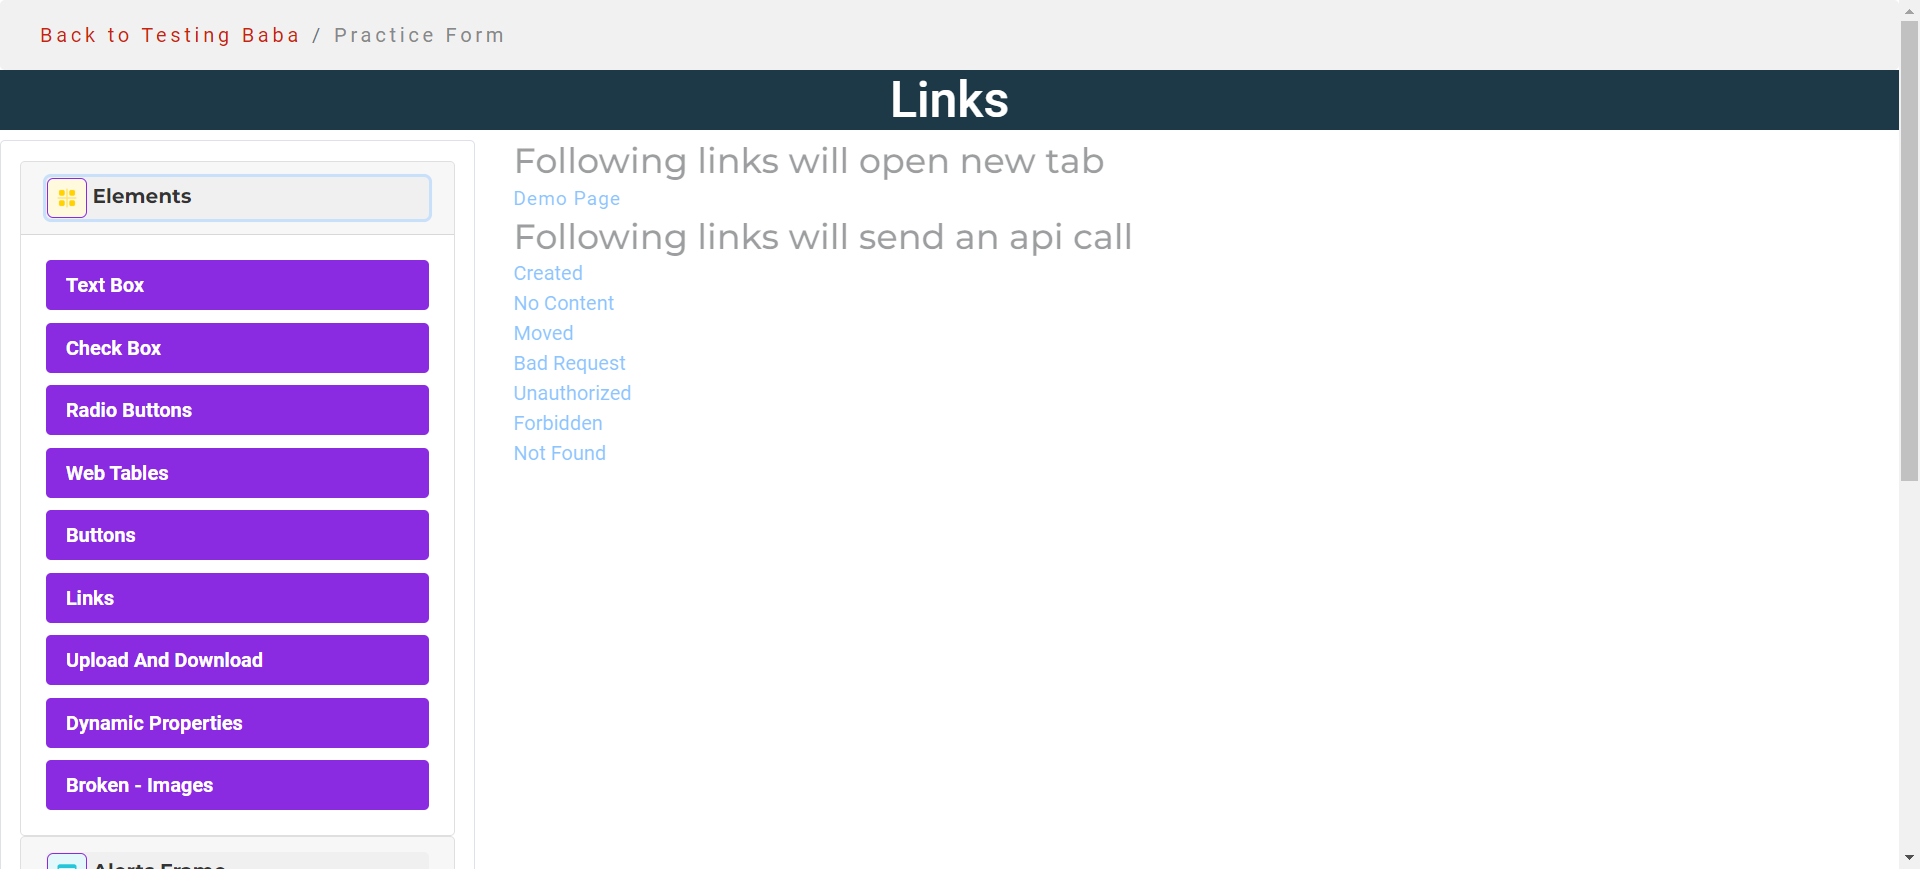 Back to Testing Baba / Practice Form
Links
Elements
Text Box
Check Box
Radio Buttons
Web Tables
Buttons
Links
Upload And Download
Dynamic Properties
Broken - Images
Alerts Frame
Following links will open new tab
Demo Page
Following links will send an api call
Created
No Content
Moved
Bad Request
Unauthorized
Forbidden
Not Found